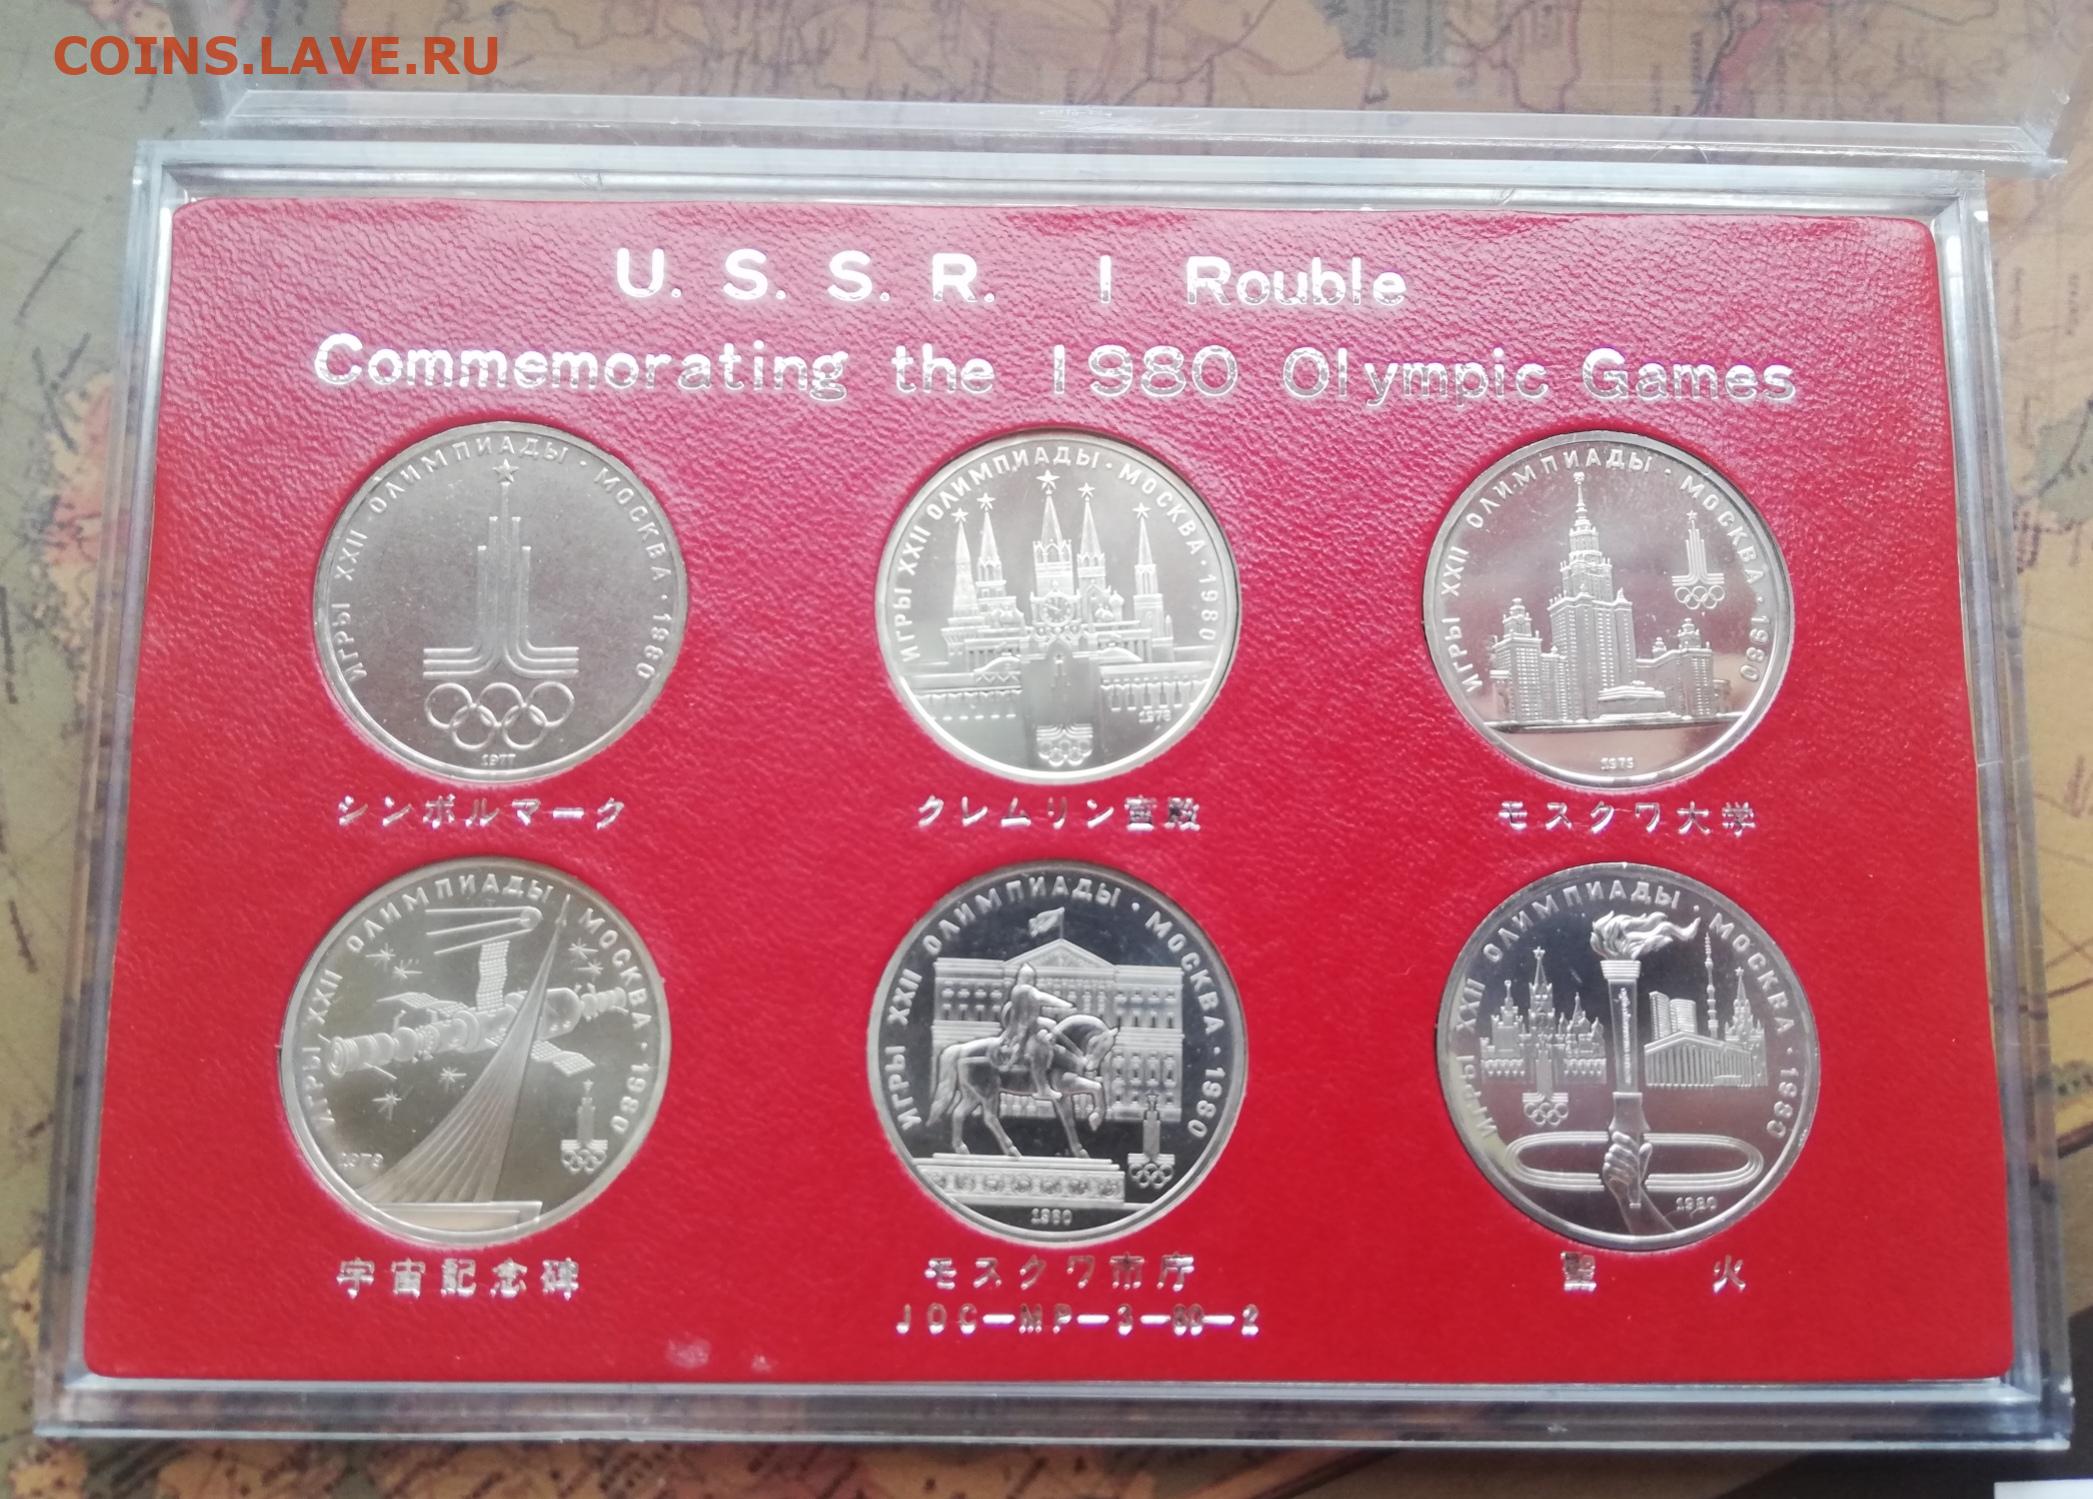 COINS.LAVE.RU
U. S. S. R. 1 Rouble
Commemorating the 1980 Olympic Games
ИГРЫ XXII ОЛИМПИАДЫ · МОСКВА · 1980
1977
シンボルマーク
ИГРЫ XXII ОЛИМПИАДЫ · МОСКВА · 1980
1978
クレムリン宮殿
ИГРЫ XXII ОЛИМПИАДЫ · МОСКВА · 1980
1979
モスクワ大学
ИГРЫ XXII ОЛИМПИАДЫ МОСКВА · 1980
1979
宇宙記念碑
ИГРЫ XXII ОЛИМПИАДЫ · МОСКВА · 1980
1980
モスクワ市庁
JOC-MP-3-80-2
ИГРЫ XXII ОЛИМПИАДЫ · МОСКВА · 1980
1980
聖 火